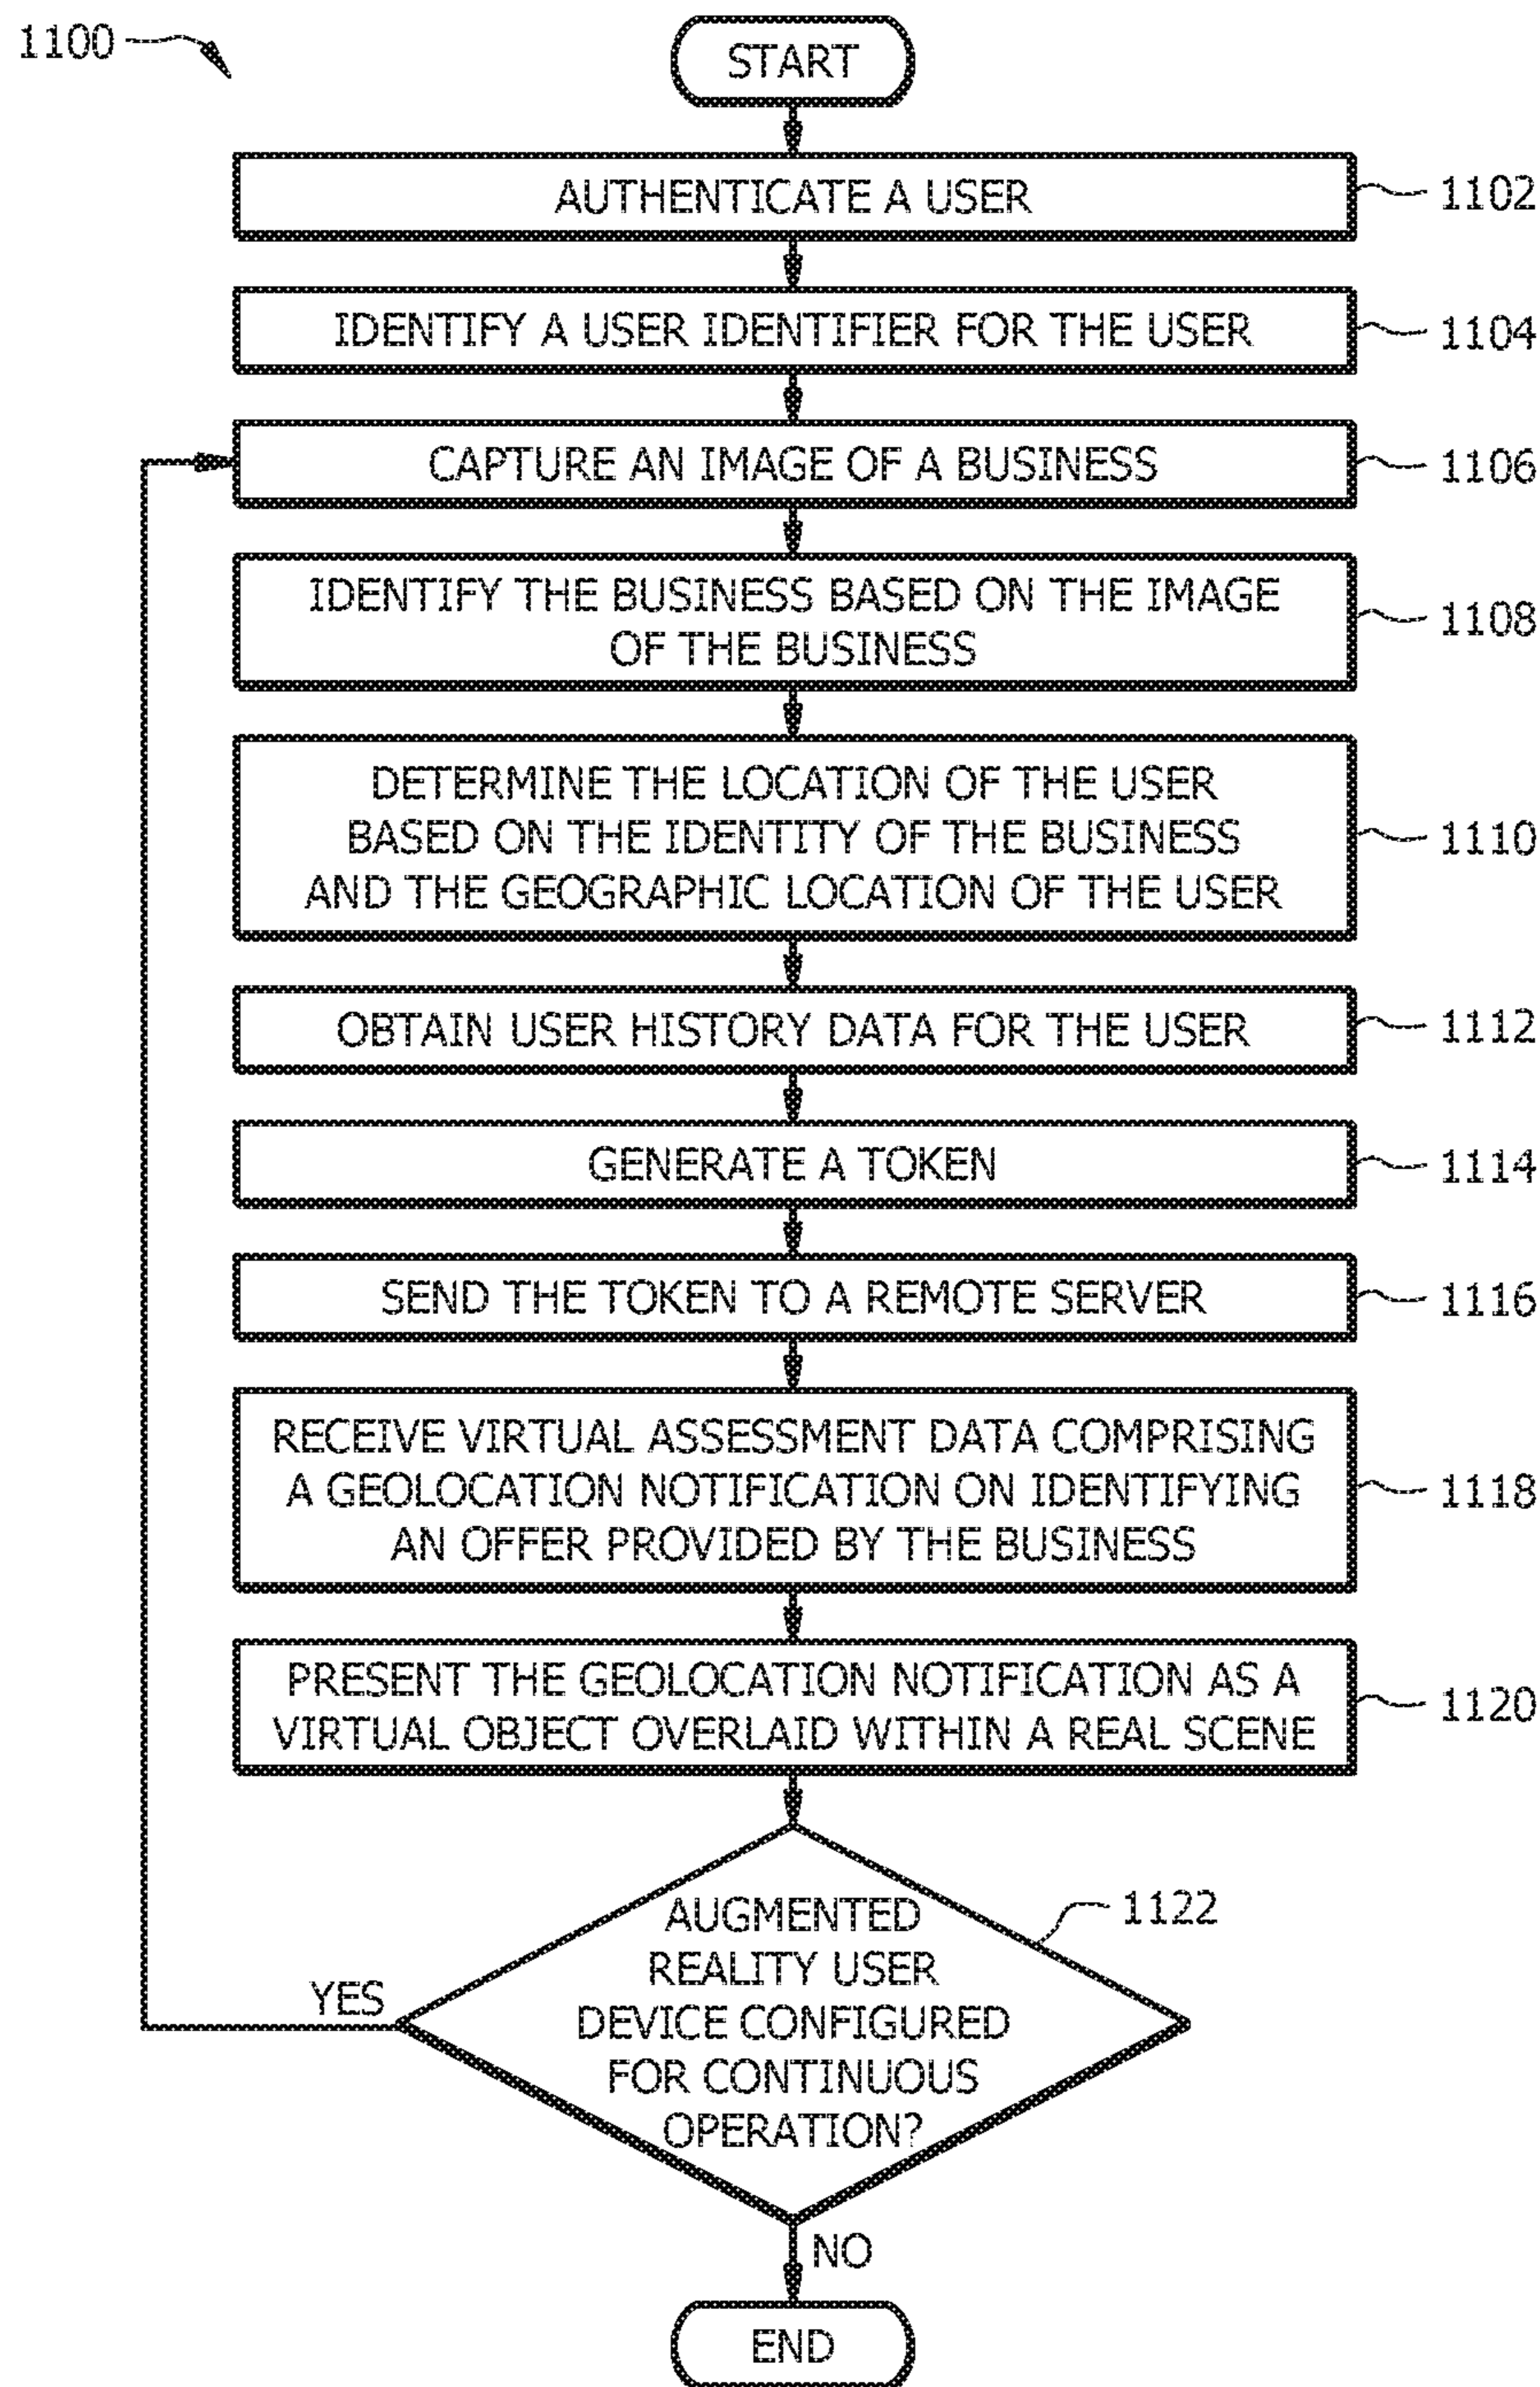 1100
START
AUTHENTICATE A USER
1102
IDENTIFY A USER IDENTIFIER FOR THE USER
1104
CAPTURE AN IMAGE OF A BUSINESS
1106
IDENTIFY THE BUSINESS BASED ON THE IMAGE
OF THE BUSINESS
1108
DETERMINE THE LOCATION OF THE USER
BASED ON THE IDENTITY OF THE BUSINESS
AND THE GEOGRAPHIC LOCATION OF THE USER
1110
OBTAIN USER HISTORY DATA FOR THE USER
1112
GENERATE A TOKEN
1114
SEND THE TOKEN TO A REMOTE SERVER
1116
RECEIVE VIRTUAL ASSESSMENT DATA COMPRISING
A GEOLOCATION NOTIFICATION ON IDENTIFYING
AN OFFER PROVIDED BY THE BUSINESS
1118
PRESENT THE GEOLOCATION NOTIFICATION AS A
VIRTUAL OBJECT OVERLAID WITHIN A REAL SCENE
1120
AUGMENTED
REALITY USER
DEVICE CONFIGURED
FOR CONTINUOUS
OPERATION?
1122
YES
NO
END